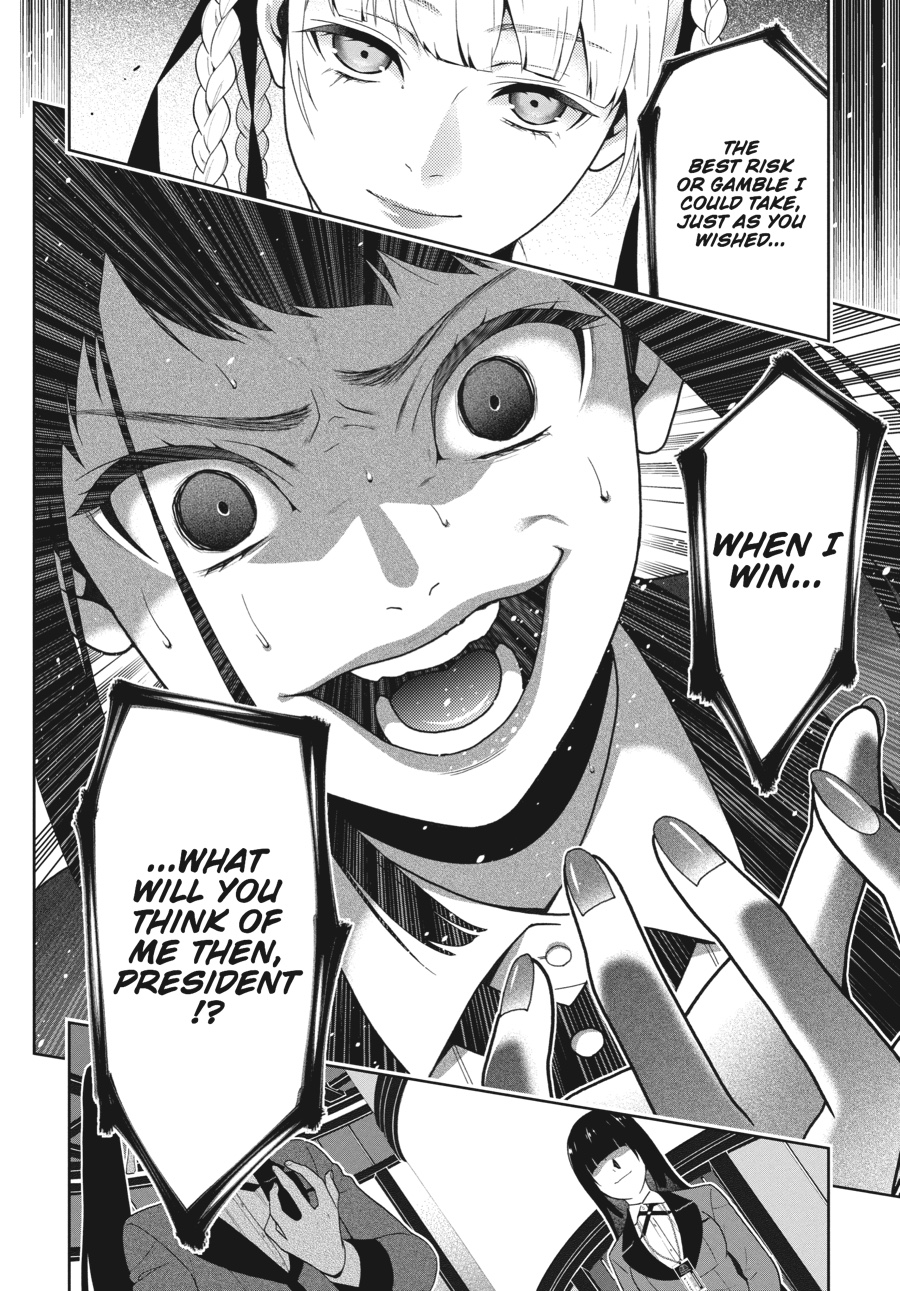 THE
BEST RISK
OR GAMBLE I
COULD TAKE,
JUST AS YOU
WISHED...
WHEN I
WIN...
...WHAT
WILL YOU
THINK OF
ME THEN,
PRESIDENT
!?